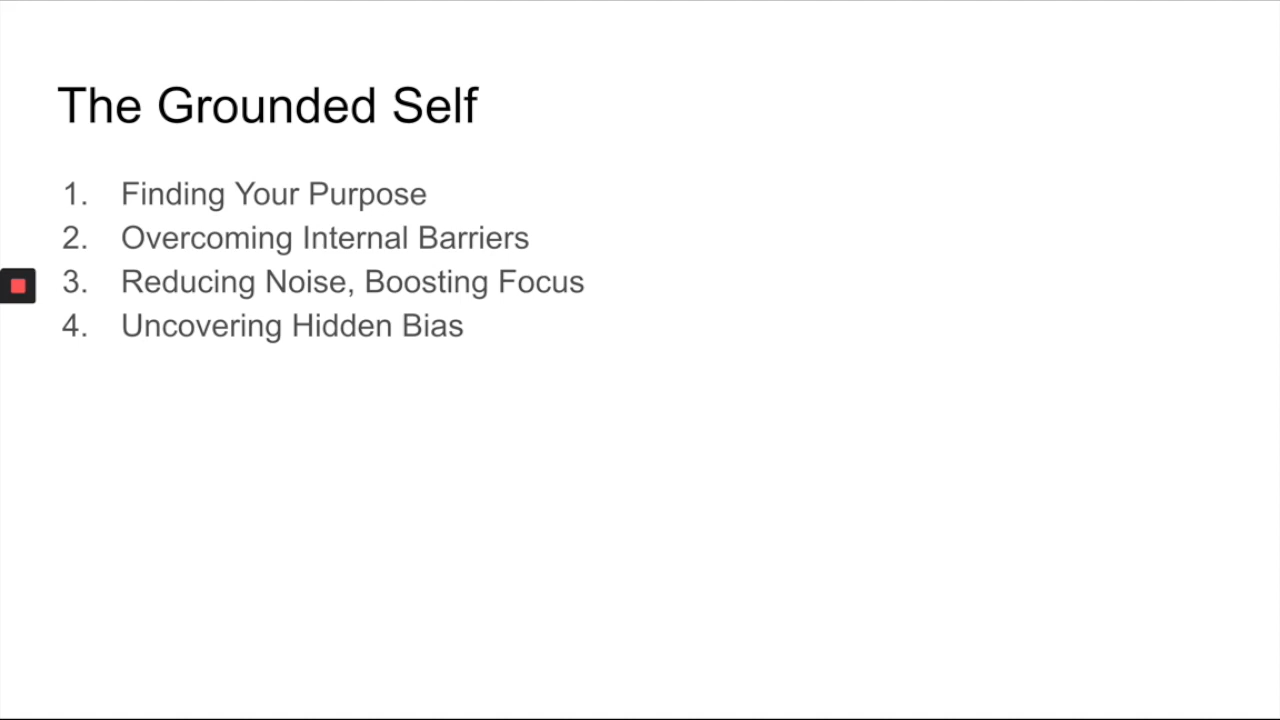 The Grounded Self
1. Finding Your Purpose
2. Overcoming Internal Barriers
3. Reducing Noise, Boosting Focus
4. Uncovering Hidden Bias